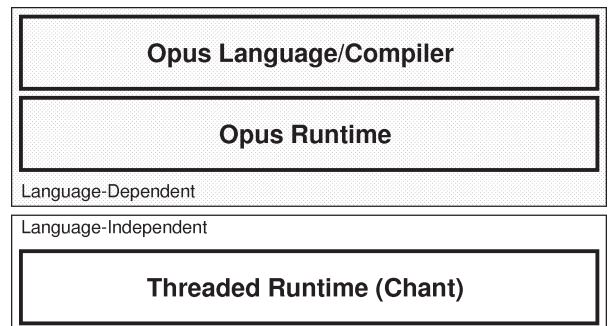 Opus Language/Compiler
Opus Runtime
Language-Dependent
Language-Independent
Threaded Runtime (Chant)